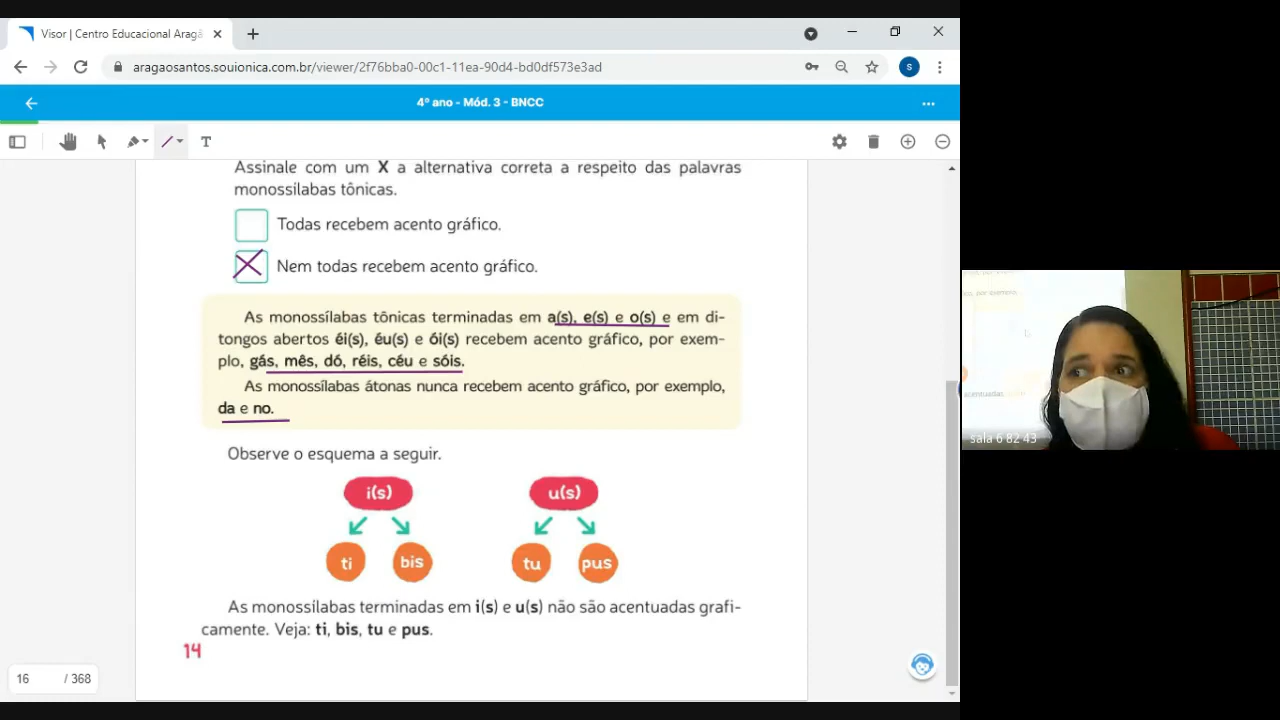 Visor | Centro Educacional Aragã
aragaosantos.souionica.com.br/viewer/2f76bba0-00c1-11ea-90d4-bd0df573e3ad
s
4º ano - Mód. 3 - BNCC
T
Assinale com um X a alternativa correta a respeito das palavras
monossílabas tônicas.
Todas recebem acento gráfico.
Nem todas recebem acento gráfico.
As monossílabas tônicas terminadas em a(s), e(s) e o(s) e em di-
tongos abertos éi(s), éu(s) e ói(s) recebem acento gráfico, por exem-
plo, gás, mês, dó, réis, céu e sóis.
As monossílabas átonas nunca recebem acento gráfico, por exemplo,
da e no.
Observe o esquema a seguir.
i(s) u(s)
ti bis tu pus
As monossílabas terminadas em i(s) e u(s) não são acentuadas grafi-
camente. Veja: ti, bis, tu e pus.
14
16 / 368
sala 6 82 43